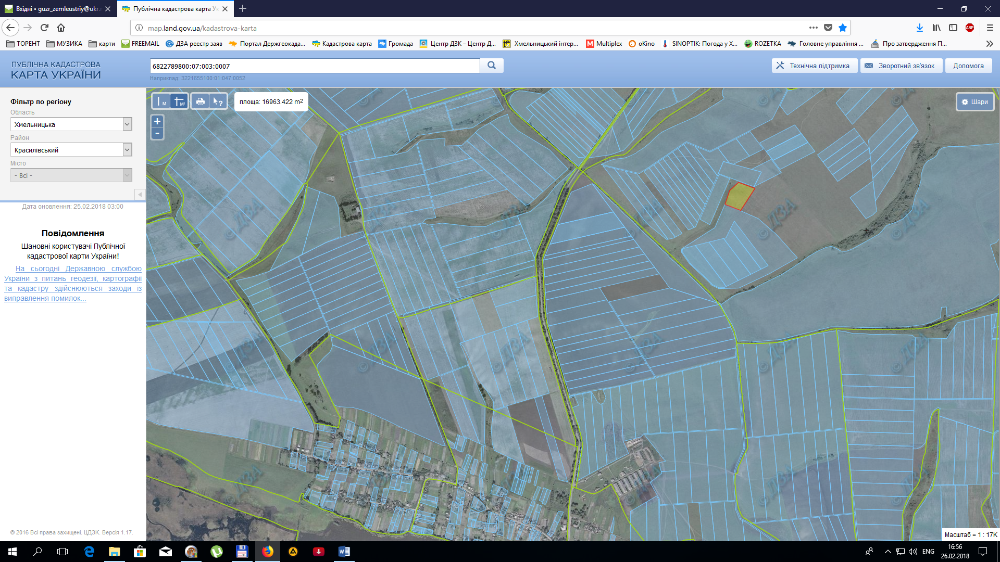 Вхідні • guzr_zemleustriy@ukr.n
Публічна кадастрова карта Ук
map.land.gov.ua/kadastrova-karta
ABP
ТОРЕНТ
МУЗИКА
карти
FREEMAIL
ДЗА реєстр заяв
Портал Держгеокада...
Кадастрова карта
Громада
Центр ДЗК – Центр Д...
Хмельницький інтер...
Multiplex
oKino
SINOPTIK: Погода у Х...
ROZETKA
Головне управління ...
Про затвердження П...
ПУБЛІЧНА КАДАСТРОВА
КАРТА УКРАЇНИ
6822789800:07:003:0007
Наприклад: 3221655100:01:047:0052
Технічна підтримка
Зворотний зв'язок
Допомога
Фільтр по регіону
Область
Хмельницька
Район
Красилівський
Місто
- Всі -
Дата оновлення: 25.02.2018 03:00
Повідомлення
Шановні користувачі Публічної
кадастрової карти України!
На сьогодні Державною службою
України з питань геодезії, картографії
та кадастру здійснюються заходи із
виправлення помилок...
© 2016 Всі права захищені. ЦДЗК. Версія 1.17.
М
М²
площа: 16963.422 m2
+
-
Шари
© ДЗА
Масштаб = 1 : 17K
ENG
16:56
26.02.2018